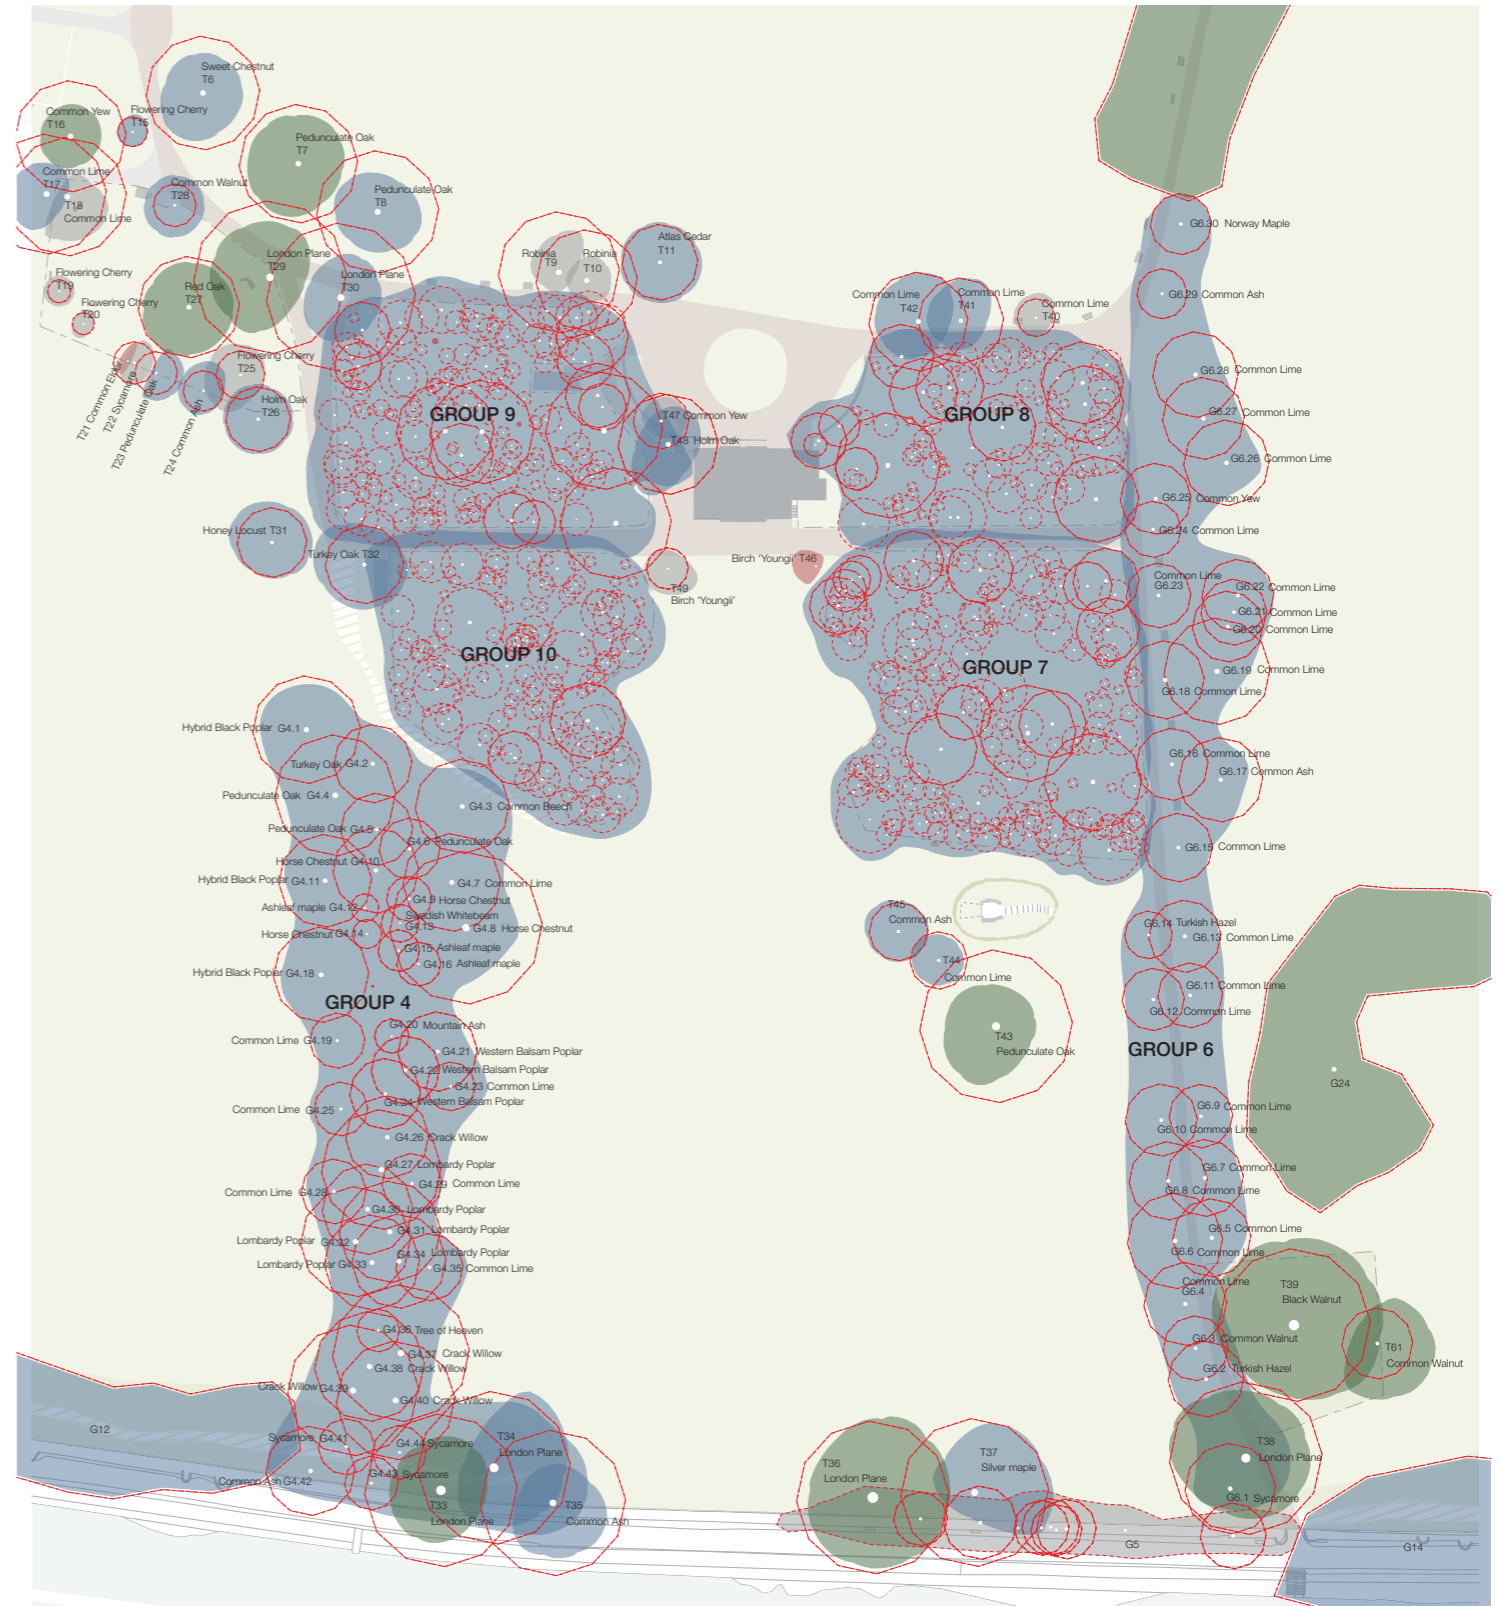 Sweet Chestnut
T6
Common Yew
T16
Flowering Cherry
T15
Pedunculate Oak
T7
Common Lime
T17
T18
Common Lime
Common Walnut
T28
Pedunculate Oak
T8
Robinia
T9
Robinia
T10
Atlas Cedar
T11
London Plane
T29
London Plane
T30
Red Oak
T27
Flowering Cherry
T19
Flowering Cherry
T20
T21 Common Elder
T22 Sycamore
T23 Pedunculate Oak
T24 Common Ash
Flowering Cherry
T25
Holm Oak
T26
GROUP 9
T47 Common Yew
T48 Holm Oak
Common Lime
T42
Common Lime
T41
Common Lime
T40
GROUP 8
G6.30 Norway Maple
G6.29 Common Ash
G6.28 Common Lime
G6.27 Common Lime
G6.26 Common Lime
G6.25 Common Yew
G6.24 Common Lime
Honey Locust T31
Turkey Oak T32
T49
Birch 'Youngii'
Birch 'Youngii' T46
Common Lime
G6.23
G6.22 Common Lime
G6.21 Common Lime
G6.20 Common Lime
G6.19 Common Lime
G6.18 Common Lime
GROUP 10
GROUP 7
Hybrid Black Poplar G4.1
Turkey Oak G4.2
Pedunculate Oak G4.4
G4.3 Common Beech
Pedunculate Oak G4.5
G4.6 Pedunculate Oak
Horse Chestnut G4.10
Hybrid Black Poplar G4.11
G4.7 Common Lime
G4.9 Horse Chestnut
Ashleaf maple G4.12
Swedish Whitebeam
G4.13
G4.8 Horse Chestnut
Horse Chestnut G4.14
G4.15 Ashleaf maple
G4.16 Ashleaf maple
Hybrid Black Poplar G4.18
GROUP 4
G6.16 Common Lime
G6.17 Common Ash
G6.15 Common Lime
T45
Common Ash
T44
Common Lime
T43
Pedunculate Oak
G6.14 Turkish Hazel
G6.13 Common Lime
G6.11 Common Lime
G6.12 Common Lime
GROUP 6
G24
G4.20 Mountain Ash
Common Lime G4.19
G4.21 Western Balsam Poplar
G4.22 Western Balsam Poplar
G4.23 Common Lime
G4.24 Western Balsam Poplar
Common Lime G4.25
G4.26 Crack Willow
G4.27 Lombardy Poplar
G4.29 Common Lime
Common Lime G4.28
G4.30 Lombardy Poplar
G4.31 Lombardy Poplar
Lombardy Poplar G4.32
G4.34 Lombardy Poplar
Lombardy Poplar G4.33
G4.35 Common Lime
G4.36 Tree of Heaven
G4.37 Crack Willow
G4.38 Crack Willow
Crack Willow G4.39
G4.40 Crack Willow
Sycamore G4.41
G4.44 Sycamore
Common Ash G4.42
G4.43 Sycamore
G12
T33
London Plane
T34
London Plane
T35
Common Ash
G6.9 Common Lime
G6.10 Common Lime
G6.7 Common Lime
G6.8 Common Lime
G6.5 Common Lime
G6.6 Common Lime
Common Lime
G6.4
T39
Black Walnut
G6.3 Common Walnut
T61
Common Walnut
G6.2 Turkish Hazel
T36
London Plane
T37
Silver maple
T38
London Plane
G6.1 Sycamore
G5
G14